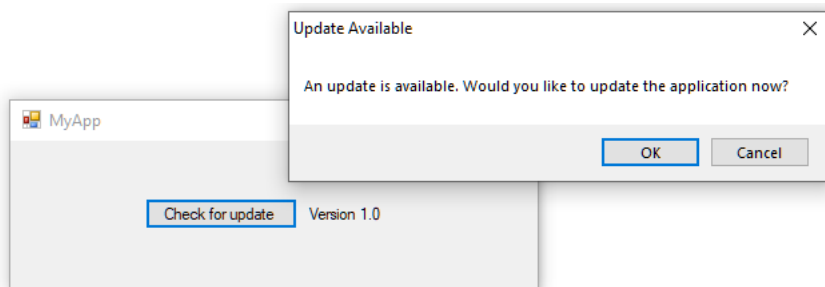 Update Available
An update is available. Would you like to update the application now?
OK Cancel
MyApp
Check for update Version 1.0